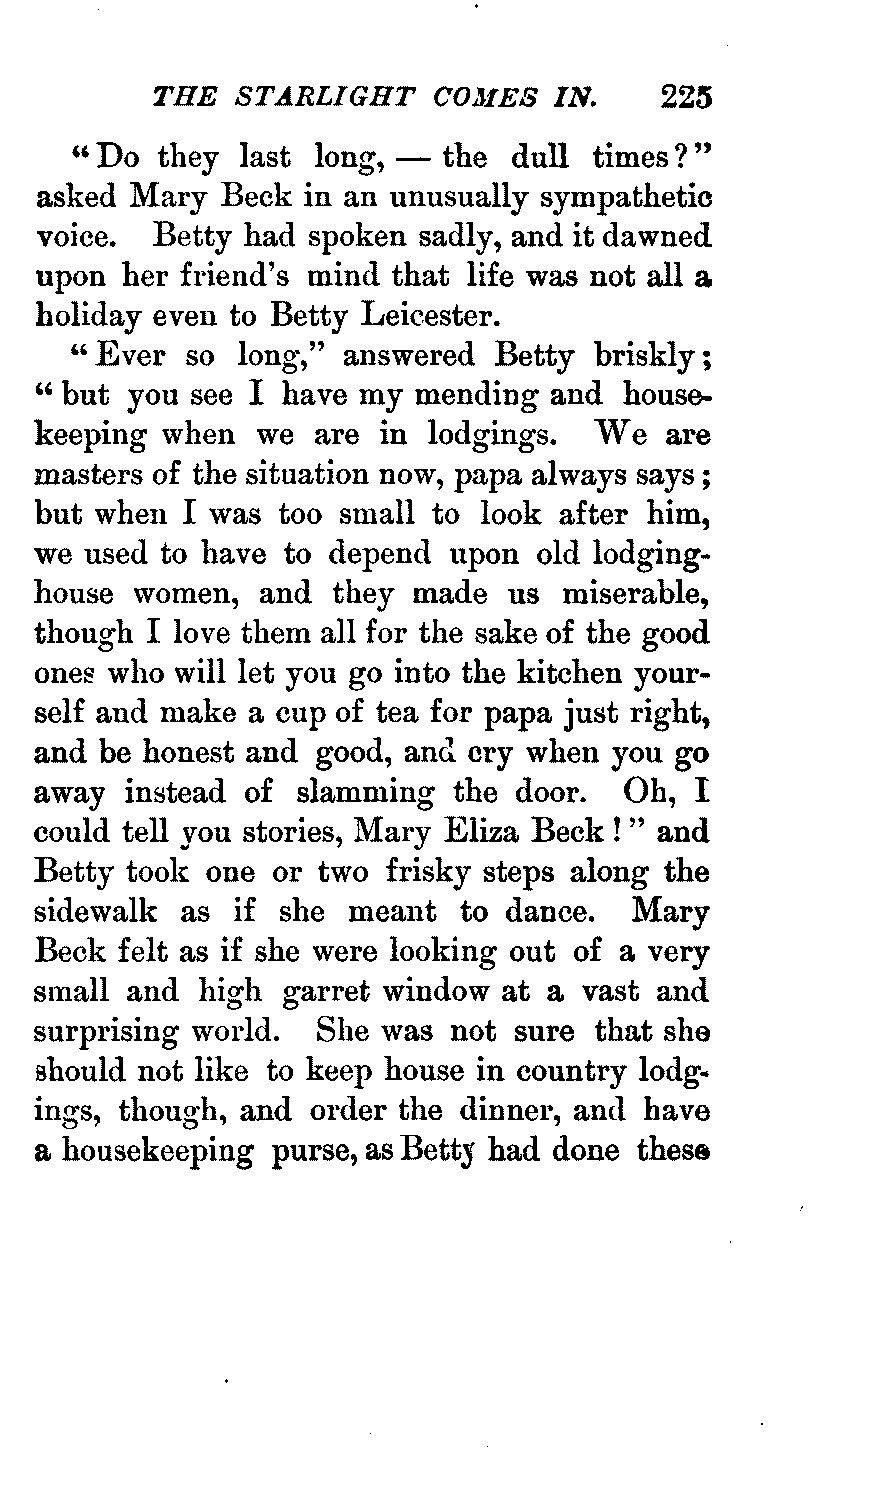 THE STARLIGHT COMES IN. 225
“Do they last long, — the dull times?”
asked Mary Beck in an unusually sympathetic
voice. Betty had spoken sadly, and it dawned
upon her friend's mind that life was not all a
holiday even to Betty Leicester.
“Ever so long,” answered Betty briskly;
“but you see I have my mending and house-
keeping when we are in lodgings. We are
masters of the situation now, papa always says;
but when I was too small to look after him,
we used to have to depend upon old lodging-
house women, and they made us miserable,
though I love them all for the sake of the good
ones who will let you go into the kitchen your-
self and make a cup of tea for papa just right,
and be honest and good, and cry when you go
away instead of slamming the door. Oh, I
could tell you stories, Mary Eliza Beck!” and
Betty took one or two frisky steps along the
sidewalk as if she meant to dance. Mary
Beck felt as if she were looking out of a very
small and high garret window at a vast and
surprising world. She was not sure that she
should not like to keep house in country lodg-
ings, though, and order the dinner, and have
a housekeeping purse, as Betty had done these